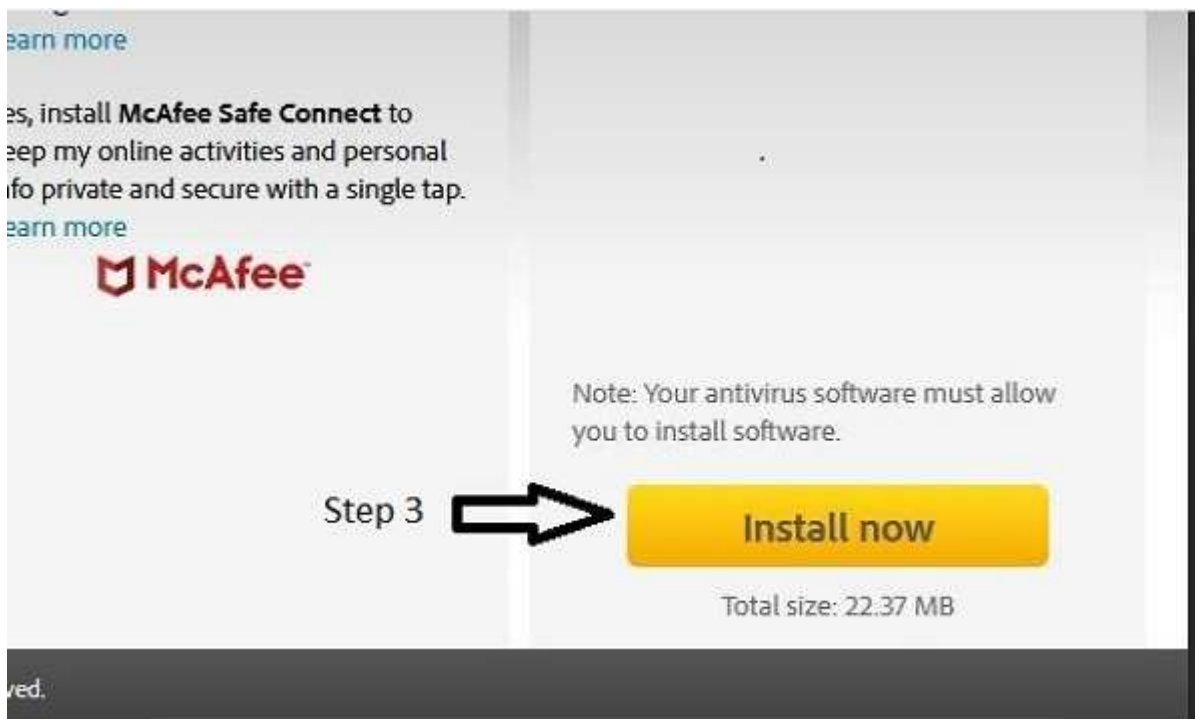 earn more
es, install McAfee Safe Connect to
eep my online activities and personal
nfo private and secure with a single tap.
earn more
McAfee™
Note: Your antivirus software must allow
you to install software.
Step 3
Install now
Total size: 22.37 MB
ved.